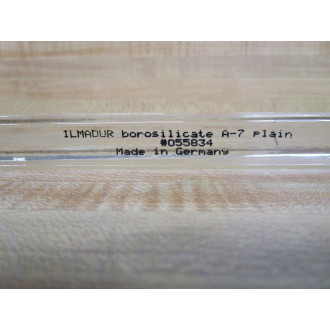 ILMADUR borosilicate A-7 plain
#055834
Made in Germany